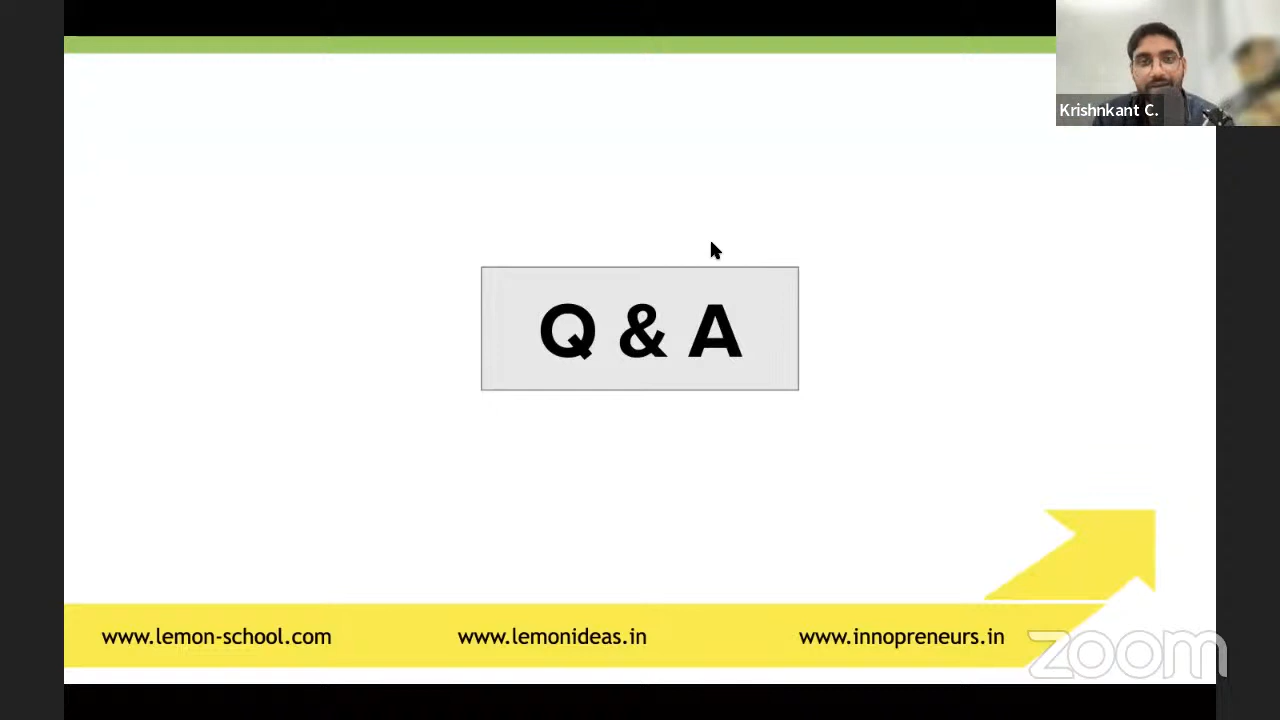 Krishnkant C.
Q & A
www.lemon-school.com
www.lemonideas.in
www.innopreneurs.in
zoom